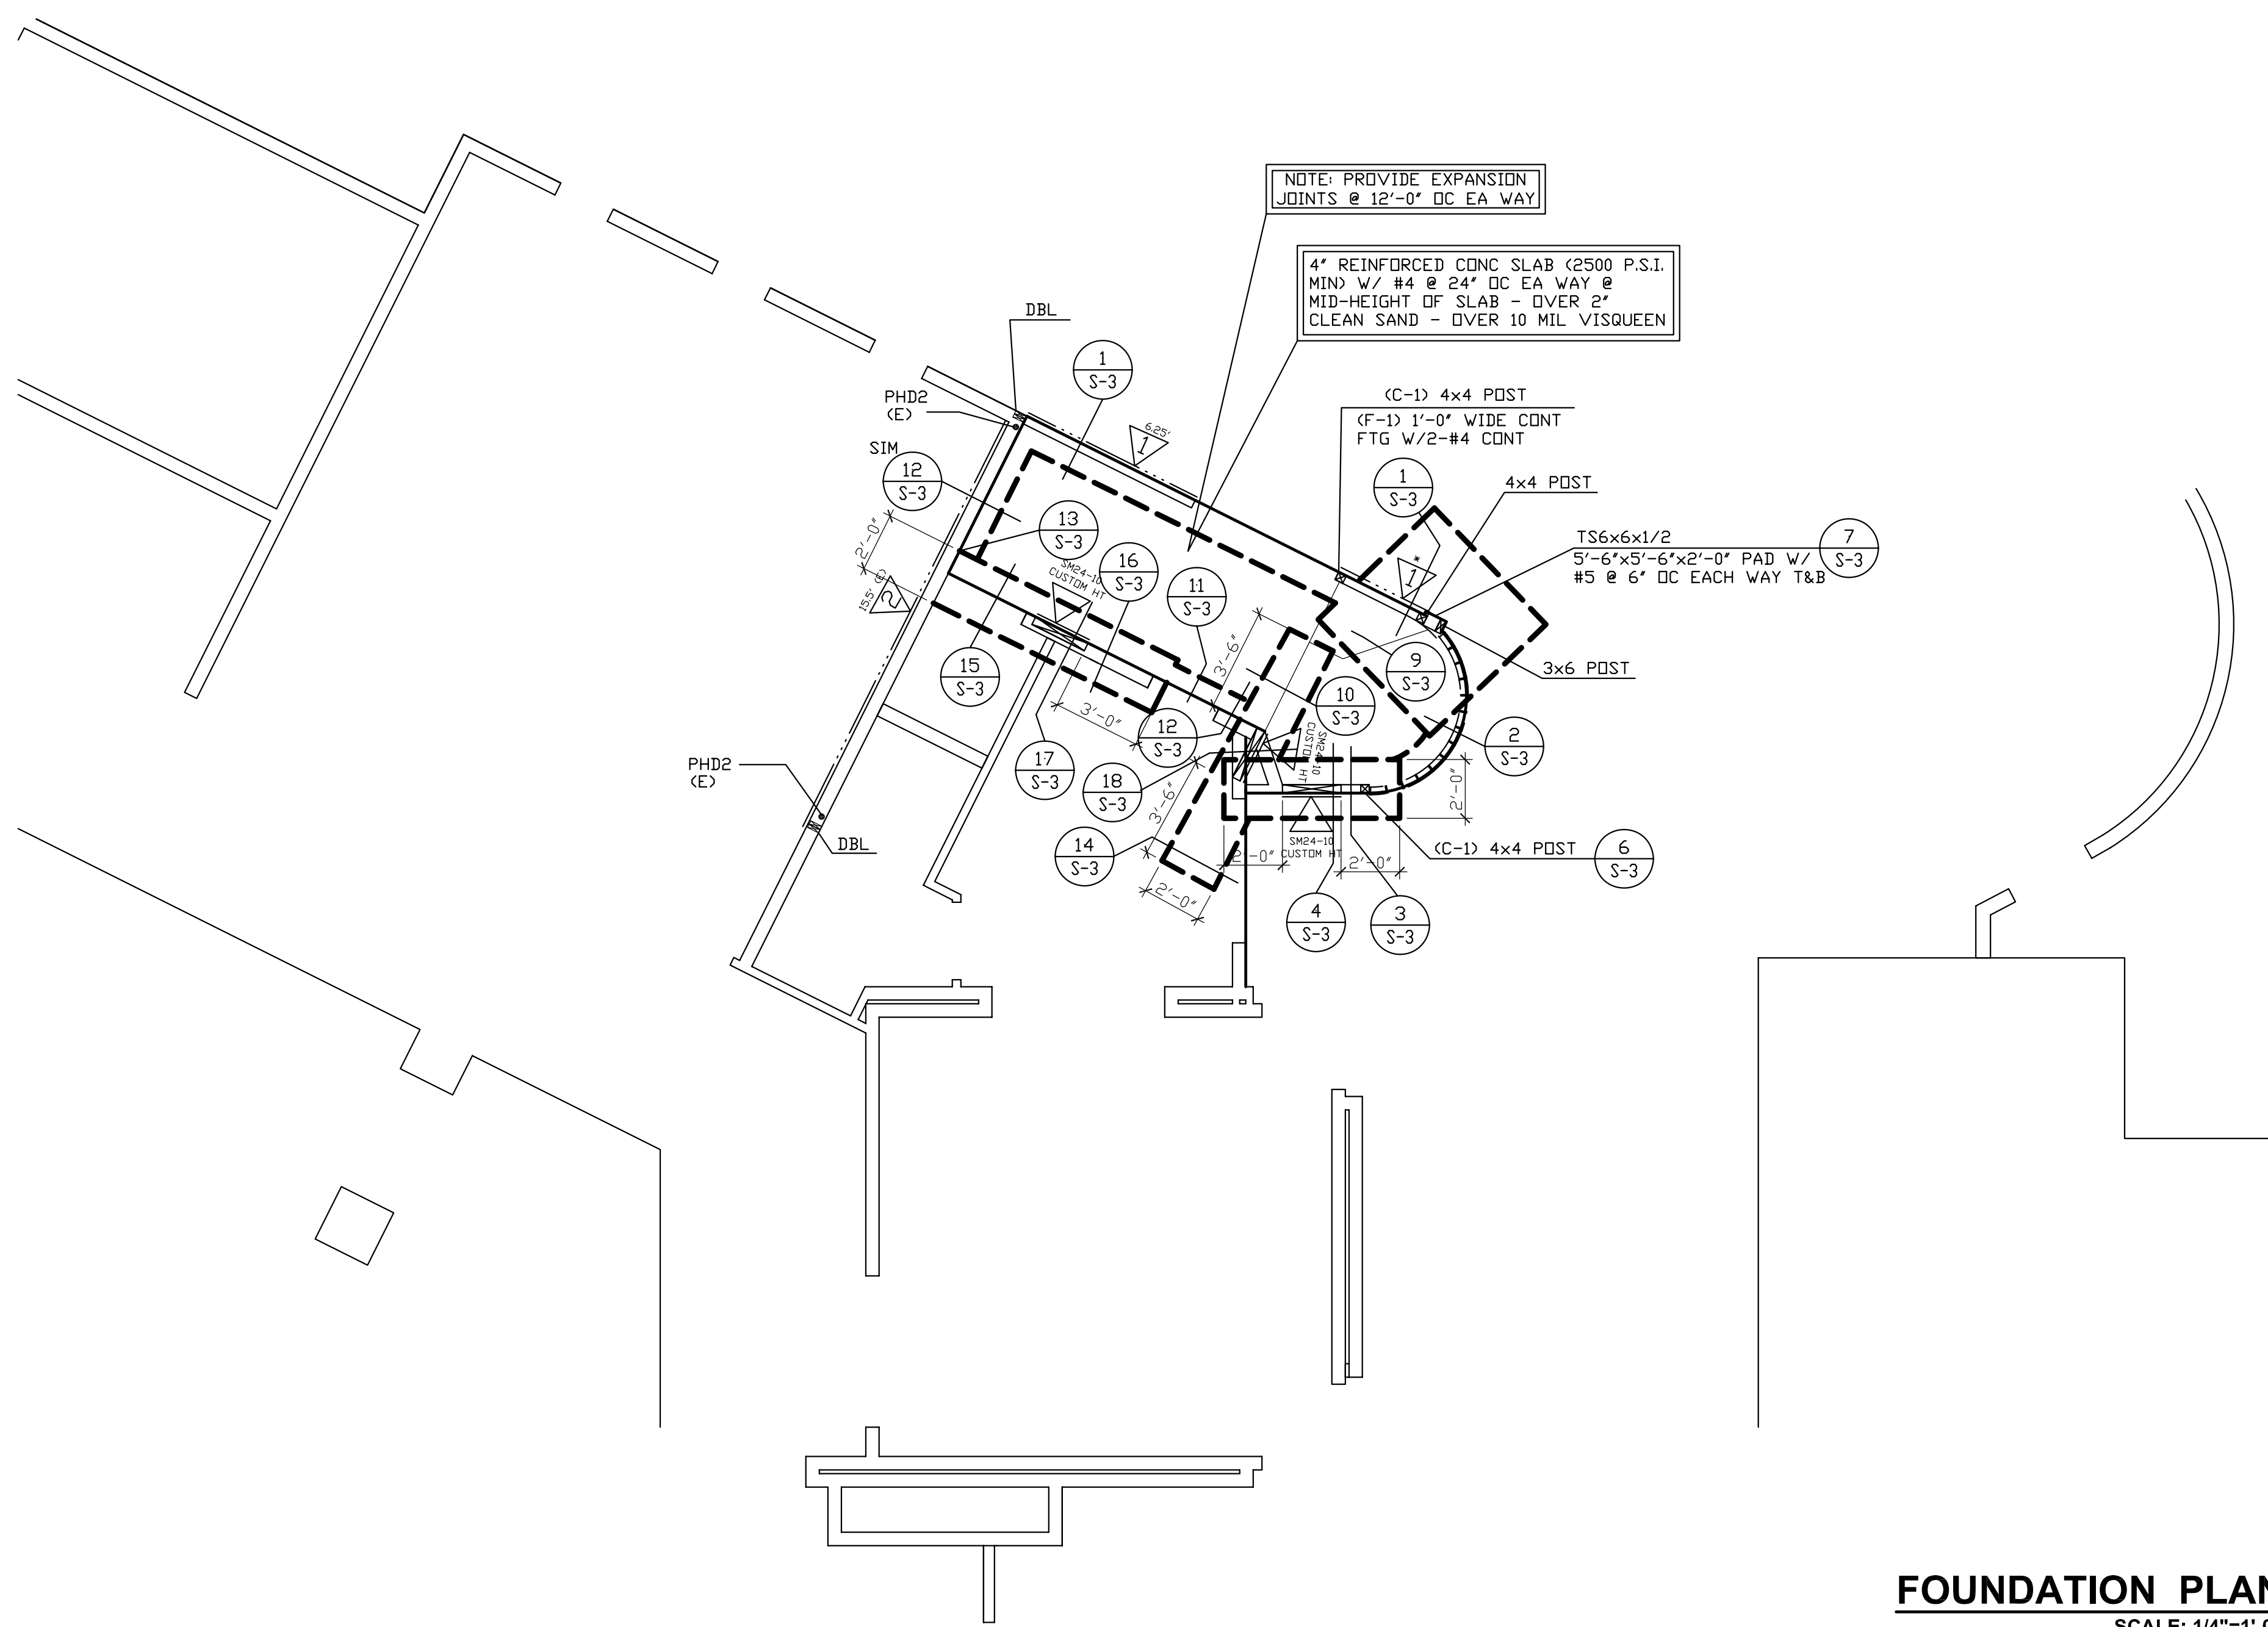 NOTE: PROVIDE EXPANSION
JOINTS @ 12'-0" OC EA WAY
4" REINFORCED CONC SLAB (2500 P.S.I.
MIN) W/ #4 @ 24" OC EA WAY @
MID-HEIGHT OF SLAB - OVER 2"
CLEAN SAND - OVER 10 MIL VISQUEEN
DBL
1
S-3
PHD2
(E)
(C-1) 4x4 POST
(F-1) 1'-0" WIDE CONT
FTG W/2-#4 CONT
6.25'
1
SIM
12
S-3
1
S-3
4x4 POST
13
S-3
TS6x6x1/2
5'-6"x5'-6"x2'-0" PAD W/
#5 @ 6" OC EACH WAY T&B
7
S-3
2'-0"
16
S-3
*
1
SM24-10
CUSTOM HT
11
S-3
15.5' (E)
2
15
S-3
3'-6"
9
S-3
3x6 POST
10
S-3
3'-0"
12
S-3
2
S-3
17
S-3
SM24-10
CUSTOM HT
PHD2
(E)
18
S-3
3'-6"
2'-0"
DBL
14
S-3
SM24-10
CUSTOM HT
2'-0"
2'-0"
(C-1) 4x4 POST
6
S-3
2'-0"
4
S-3
3
S-3
FOUNDATION PLAN